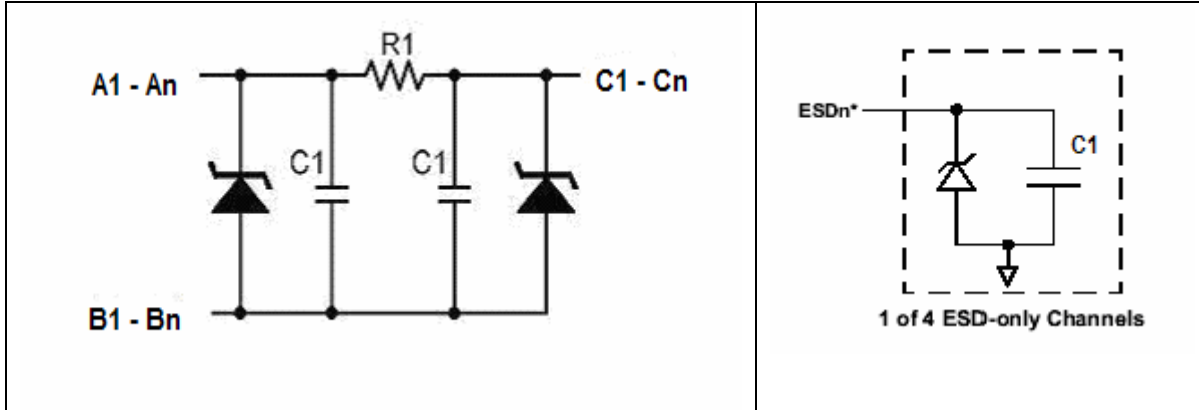 R1
A1 - An
C1 - Cn
C1
C1
B1 - Bn
ESDn*
C1
1 of 4 ESD-only Channels